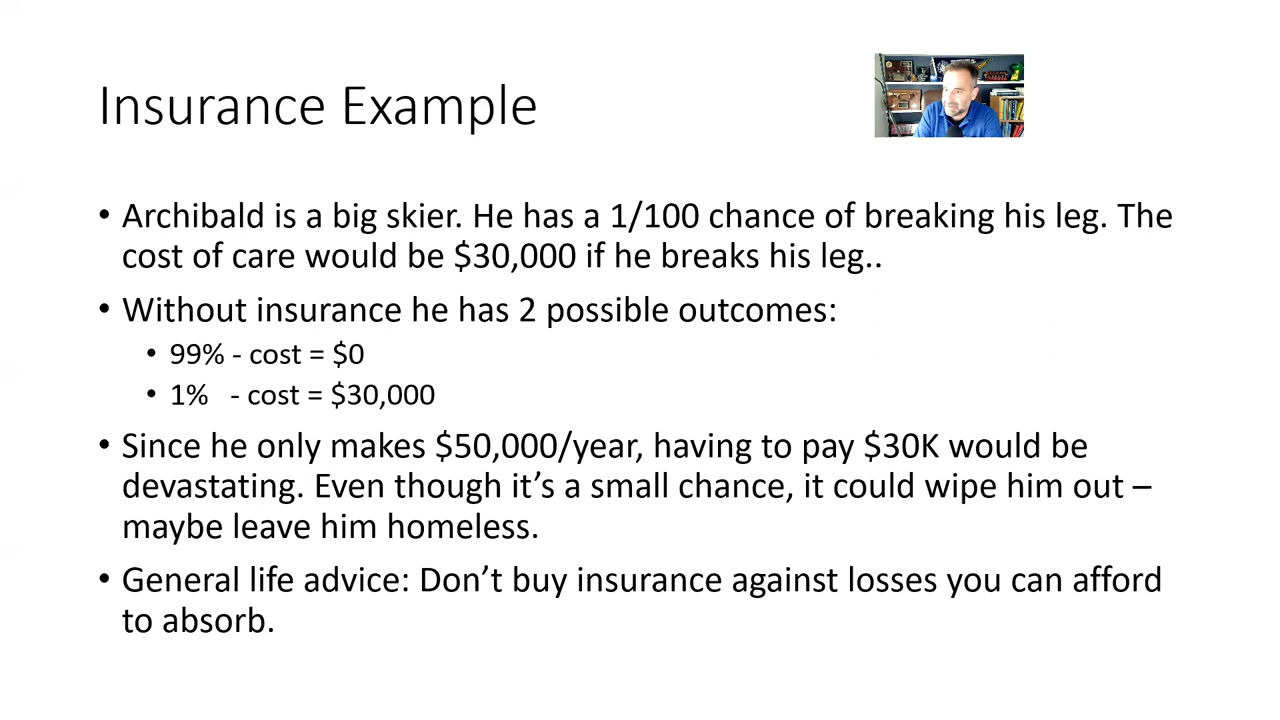 Insurance Example
• Archibald is a big skier. He has a 1/100 chance of breaking his leg. The
cost of care would be $30,000 if he breaks his leg..
• Without insurance he has 2 possible outcomes:
• 99% - cost = $0
• 1%   - cost = $30,000
• Since he only makes $50,000/year, having to pay $30K would be
devastating. Even though it’s a small chance, it could wipe him out –
maybe leave him homeless.
• General life advice: Don’t buy insurance against losses you can afford
to absorb.